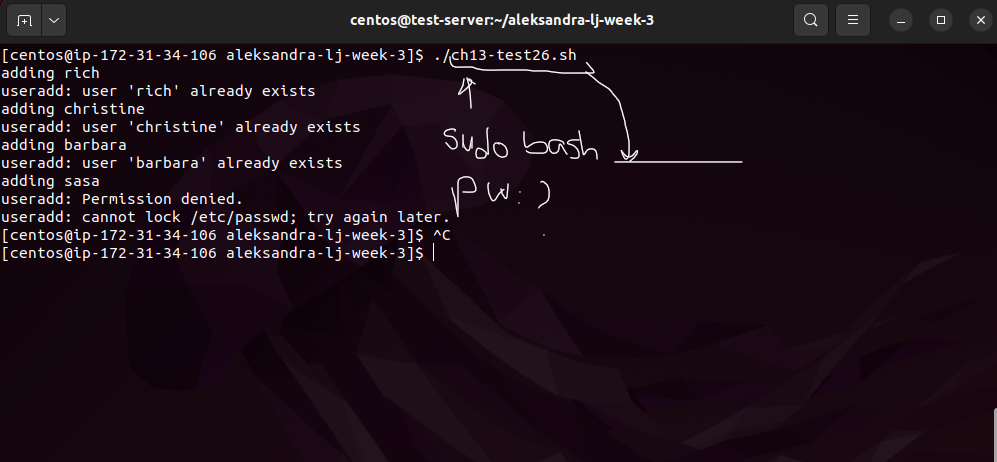 centos@test-server:~/aleksandra-lj-week-3
[centos@ip-172-31-34-106 aleksandra-lj-week-3]$ ./ch13-test26.sh
adding rich
useradd: user 'rich' already exists
adding christine
useradd: user 'christine' already exists
adding barbara
useradd: user 'barbara' already exists
adding sasa
useradd: Permission denied.
useradd: cannot lock /etc/passwd; try again later.
[centos@ip-172-31-34-106 aleksandra-lj-week-3]$ ^C
[centos@ip-172-31-34-106 aleksandra-lj-week-3]$
sudo bash
PW:)